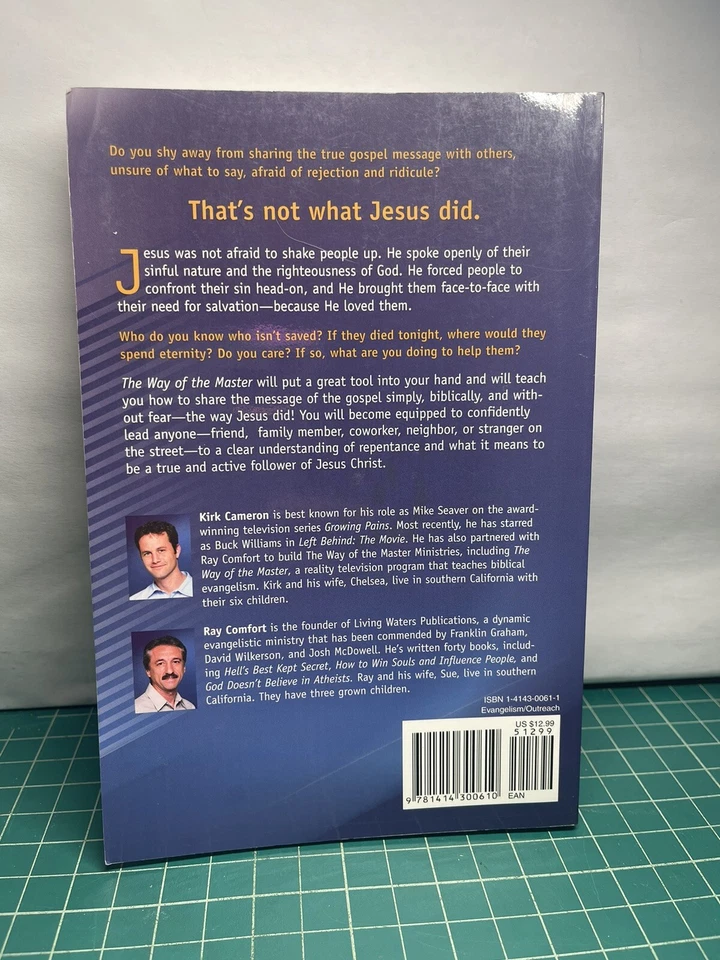 Do you shy away from sharing the true gospel message with others,
unsure of what to say, afraid of rejection and ridicule?
That's not what Jesus did.
Jesus was not afraid to shake people up. He spoke openly of their
sinful nature and the righteousness of God. He forced people to
confront their sin head-on, and He brought them face-to-face with
their need for salvation—because He loved them.
Who do you know who isn't saved? If they died tonight, where would they
spend eternity? Do you care? If so, what are you doing to help them?
The Way of the Master will put a great tool into your hand and will teach
you how to share the message of the gospel simply, biblically, and with-
out fear—the way Jesus did! You will become equipped to confidently
lead anyone—friend, family member, coworker, neighbor, or stranger on
the street—to a clear understanding of repentance and what it means to
be a true and active follower of Jesus Christ.
Kirk Cameron is best known for his role as Mike Seaver on the award-
winning television series Growing Pains. Most recently, he has starred
as Buck Williams in Left Behind: The Movie. He has also partnered with
Ray Comfort to build The Way of the Master Ministries, including The
Way of the Master, a reality television program that teaches biblical
evangelism. Kirk and his wife, Chelsea, live in southern California with
their six children.
Ray Comfort is the founder of Living Waters Publications, a dynamic
evangelistic ministry that has been commended by Franklin Graham,
David Wilkerson, and Josh McDowell. He's written forty books, includ-
ing Hell's Best Kept Secret, How to Win Souls and Influence People, and
God Doesn't Believe in Atheists. Ray and his wife, Sue, live in southern
California. They have three grown children.
ISBN 1-4143-0061-1
Evangelism/Outreach
US $12.99
51299
9 781414 300610
EAN